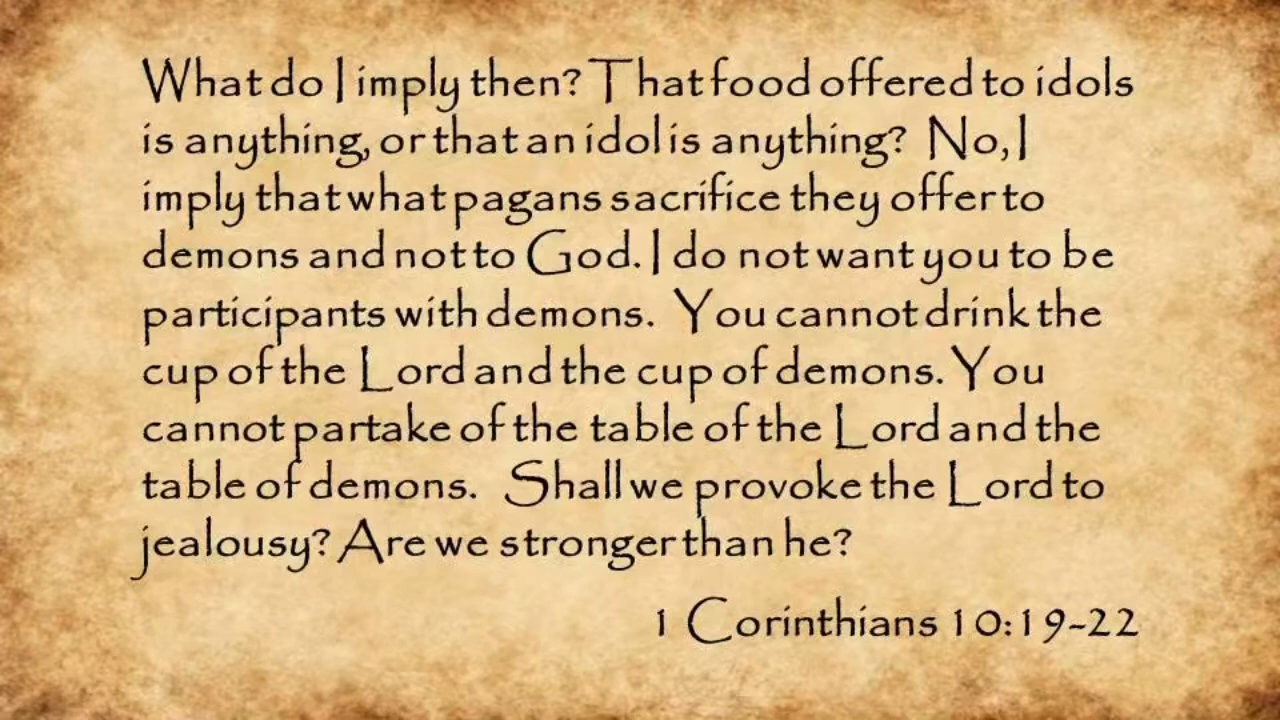 What do I imply then? That food offered to idols
is anything, or that an idol is anything? No, I
imply that what pagans sacrifice they offer to
demons and not to God. I do not want you to be
participants with demons. You cannot drink the
cup of the Lord and the cup of demons. You
cannot partake of the table of the Lord and the
table of demons. Shall we provoke the Lord to
jealousy? Are we stronger than he?
1 Corinthians 10:19-22